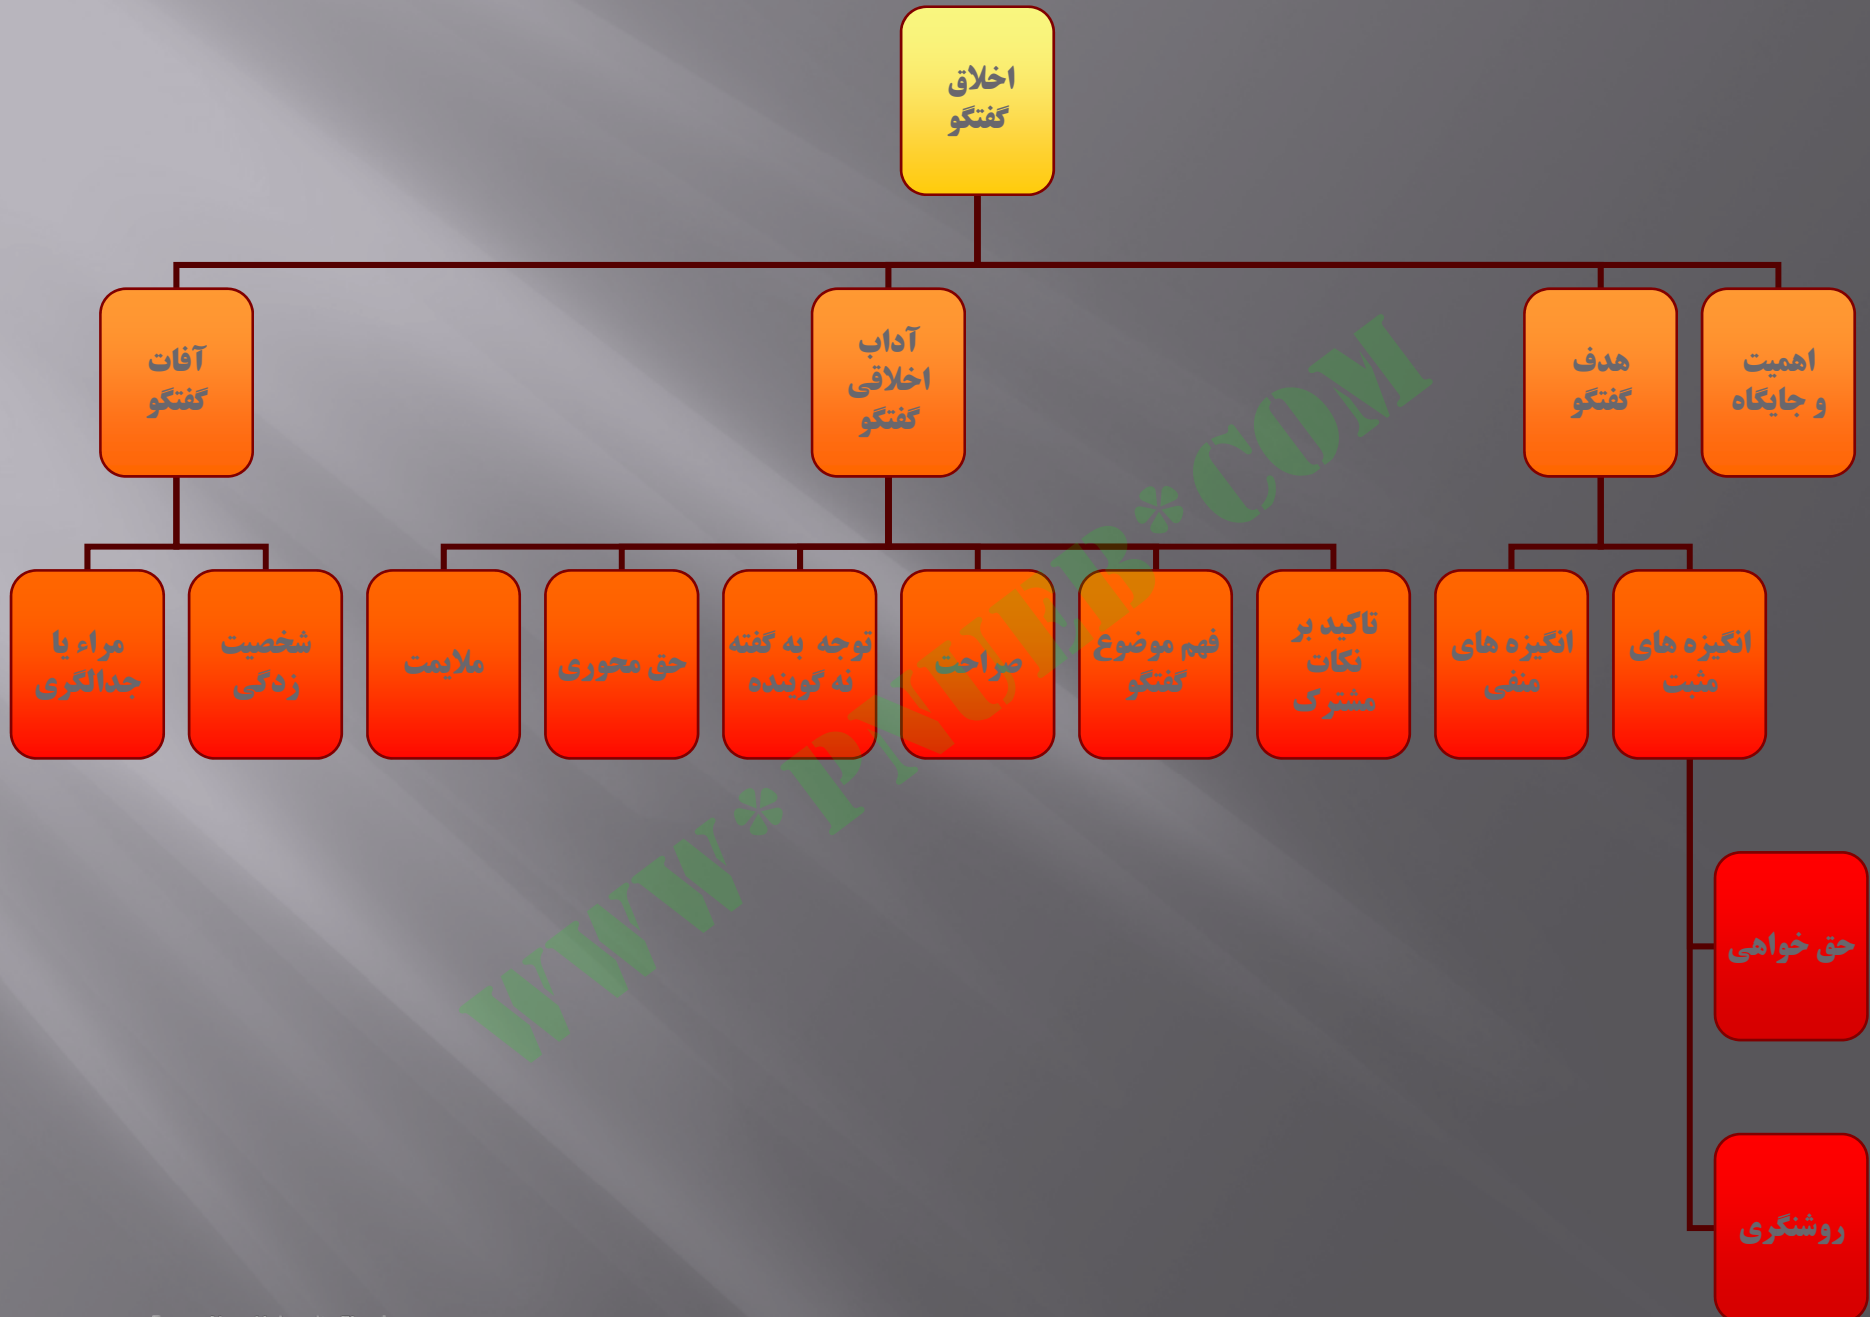 اخلاق
گفتگو
اهمیت
و جایگاه
هدف
گفتگو
آداب
اخلاقی
گفتگو
آفات
گفتگو
انگیزه های
مثبت
انگیزه های
منفی
تاکید بر
نکات
مشترک
فهم موضوع
گفتگو
صراحت
توجه به گفته
نه گوینده
حق محوری
ملایمت
شخصیت
زدگی
مراء یا
جدالگری
حق خواهی
روشنگری
WWW*PNUEB*COM